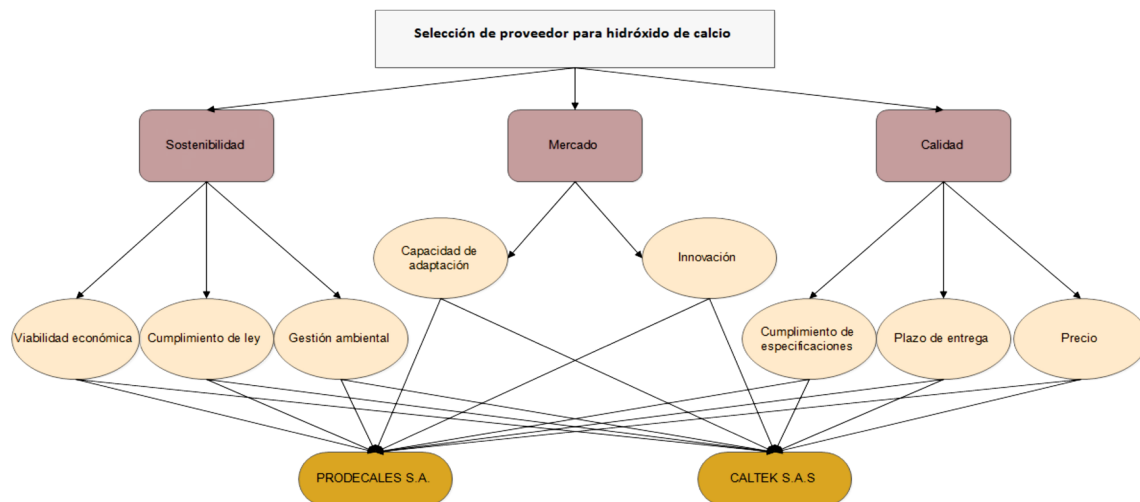 Selección de proveedor para hidróxido de calcio
Sostenibilidad
Mercado
Calidad
Capacidad de
adaptación
Innovación
Viabilidad económica
Cumplimiento de ley
Gestión ambiental
Cumplimiento de
especificaciones
Plazo de entrega
Precio
PRODECALES S.A.
CALTEK S.A.S